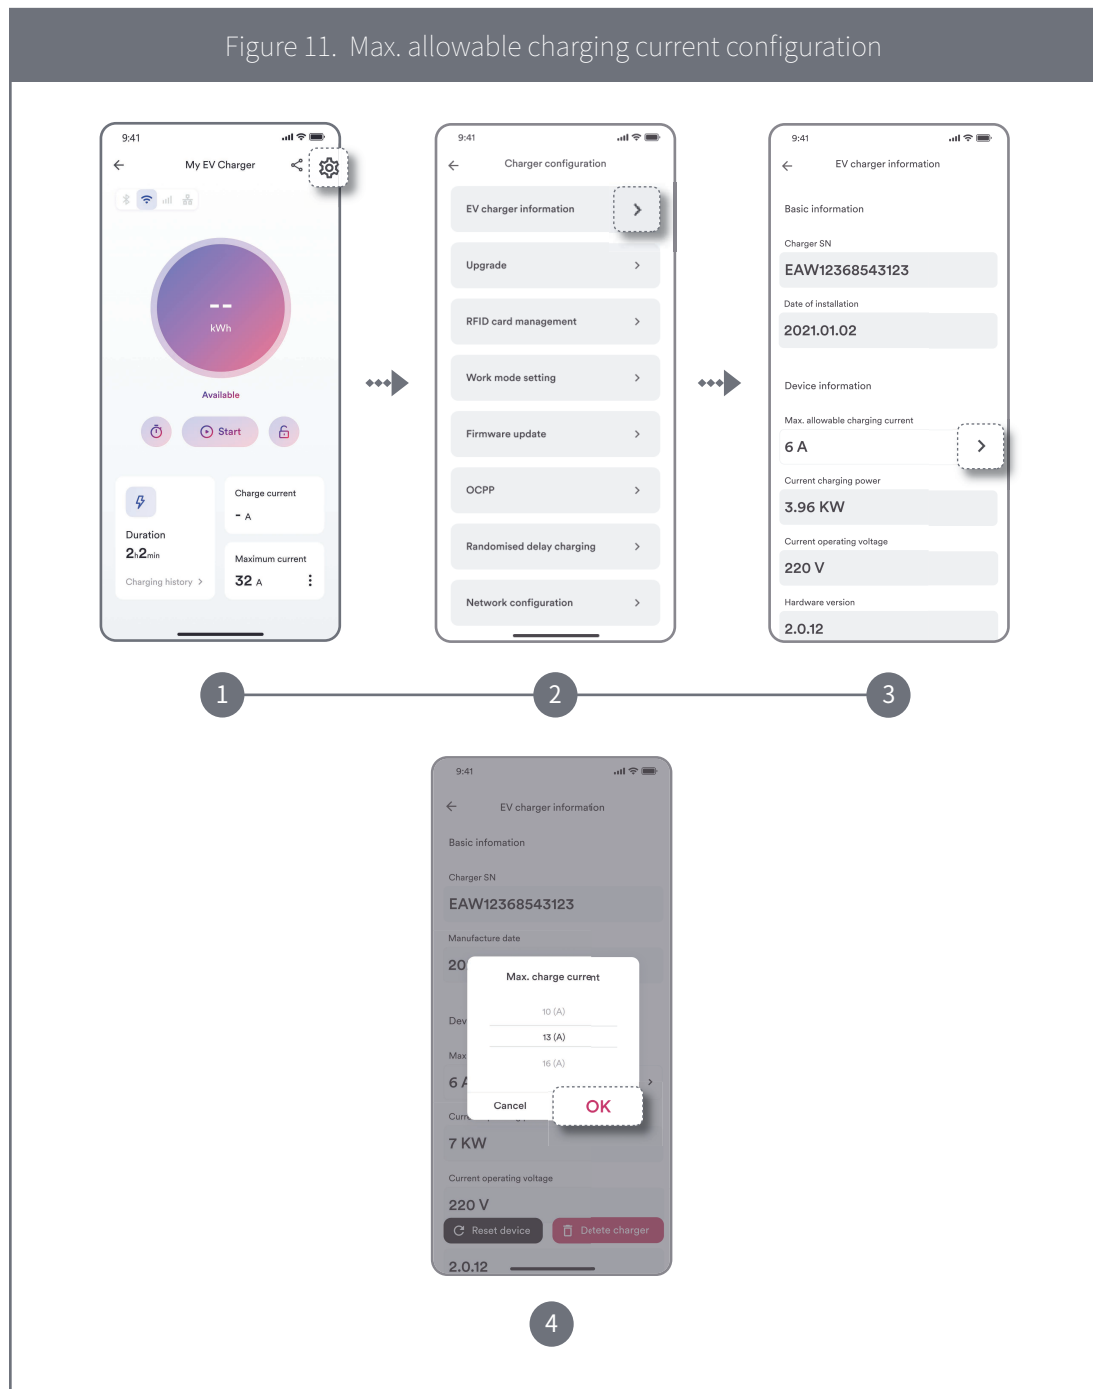 Figure 11. Max. allowable charging current configuration
9:41
My EV Charger
--
kWh
Available
Start
Duration
2h2min
Charging history >
Charge current
- A
Maximum current
32 A
1
9:41
Charger configuration
EV charger information
Upgrade
RFID card management
Work mode setting
Firmware update
OCPP
Randomised delay charging
Network configuration
2
9:41
EV charger information
Basic information
Charger SN
EAW12368543123
Date of installation
2021.01.02
Device information
Max. allowable charging current
6 A
Current charging power
3.96 KW
Current operating voltage
220 V
Hardware version
2.0.12
3
9:41
EV charger information
Basic infomation
Charger SN
EAW12368543123
Manufacture date
20
Dev
Max
6 A
Curr
7 KW
Current operating voltage
220 V
Reset device
Detete charger
2.0.12
Max. charge current
10 (A)
13 (A)
16 (A)
Cancel
OK
4